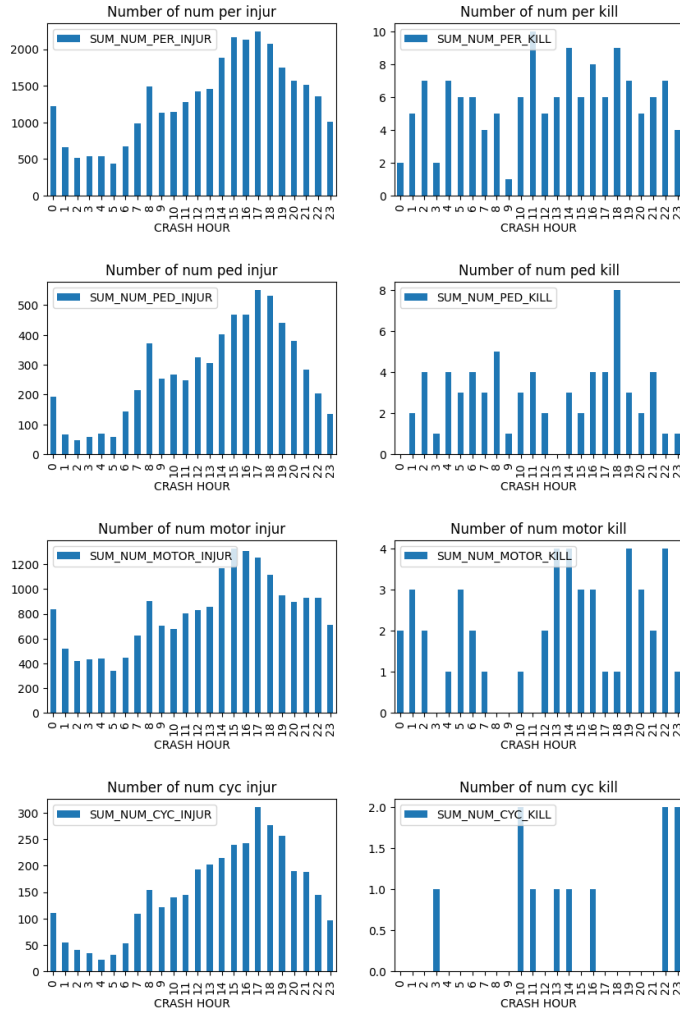 Number of num per injur
SUM_NUM_PER_INJUR
2000
1500
1000
500
0
0 1 2 3 4 5 6 7 8 9 10 11 12 13 14 15 16 17 18 19 20 21 22 23
CRASH HOUR
Number of num per kill
SUM_NUM_PER_KILL
10
8
6
4
2
0
0 1 2 3 4 5 6 7 8 9 10 11 12 13 14 15 16 17 18 19 20 21 22 23
CRASH HOUR
Number of num ped injur
SUM_NUM_PED_INJUR
500
400
300
200
100
0
0 1 2 3 4 5 6 7 8 9 10 11 12 13 14 15 16 17 18 19 20 21 22 23
CRASH HOUR
Number of num ped kill
SUM_NUM_PED_KILL
8
6
4
2
0
0 1 2 3 4 5 6 7 8 9 10 11 12 13 14 15 16 17 18 19 20 21 22 23
CRASH HOUR
Number of num motor injur
SUM_NUM_MOTOR_INJUR
1200
1000
800
600
400
200
0
0 1 2 3 4 5 6 7 8 9 10 11 12 13 14 15 16 17 18 19 20 21 22 23
CRASH HOUR
Number of num motor kill
SUM_NUM_MOTOR_KILL
4
3
2
1
0
0 1 2 3 4 5 6 7 8 9 10 11 12 13 14 15 16 17 18 19 20 21 22 23
CRASH HOUR
Number of num cyc injur
SUM_NUM_CYC_INJUR
300
250
200
150
100
50
0
0 1 2 3 4 5 6 7 8 9 10 11 12 13 14 15 16 17 18 19 20 21 22 23
CRASH HOUR
Number of num cyc kill
SUM_NUM_CYC_KILL
2.0
1.5
1.0
0.5
0.0
0 1 2 3 4 5 6 7 8 9 10 11 12 13 14 15 16 17 18 19 20 21 22 23
CRASH HOUR